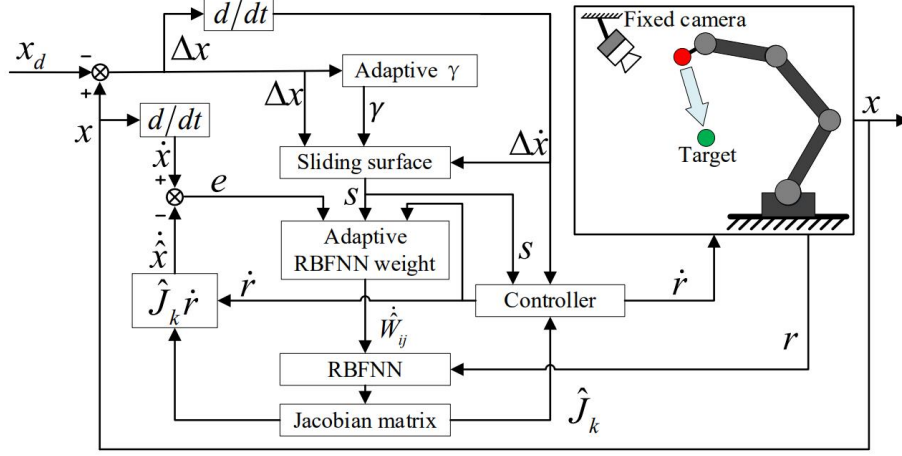 d/dt
Fixed camera
x_d
-
Δx
+
Adaptive γ
Δx
γ
x
x
d/dt
Target
ẋ
Sliding surface
Δẋ
+
e
s
-
Adaptive
RBFNN weight
s
x̂̇
Ĵ_k ṙ
ṙ
Controller
ṙ
Ŵ̇_ij
r
RBFNN
Jacobian matrix
Ĵ_k